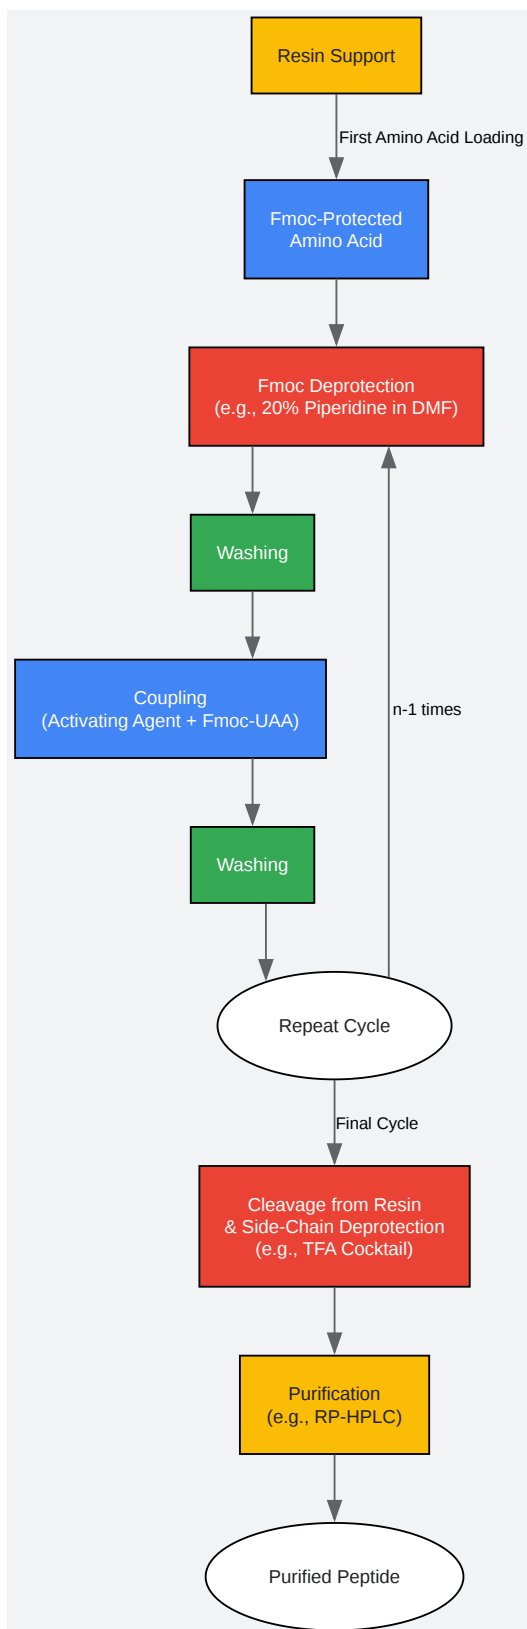 Resin Support
First Amino Acid Loading
Fmoc-Protected
Amino Acid
Fmoc Deprotection
(e.g., 20% Piperidine in DMF)
Washing
Coupling
(Activating Agent + Fmoc-UAA)
n-1 times
Washing
Repeat Cycle
Final Cycle
Cleavage from Resin
& Side-Chain Deprotection
(e.g., TFA Cocktail)
Purification
(e.g., RP-HPLC)
Purified Peptide